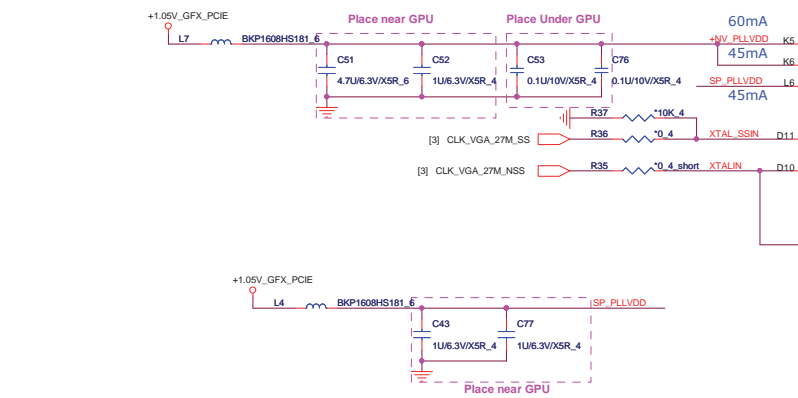 +1.05V_GFX_PCIE
Place near GPU
Place Under GPU
60mA
L7
BKP1608HS181_6
+NV_PLLVDD
K5
45mA
K6
C51
C52
C53
C76
4.7U/6.3V/X5R_6
1U/6.3V/X5R_4
0.1U/10V/X5R_4
0.1U/10V/X5R_4
SP_PLLVDD
L6
45mA
R37
*10K_4
[3] CLK_VGA_27M_SS
R36
*0_4
XTAL_SSIN
D11
[3] CLK_VGA_27M_NSS
R35
*0_4_short
XTALIN
D10
+1.05V_GFX_PCIE
L4
BKP1608HS181_6
SP_PLLVDD
C43
C77
1U/6.3V/X5R_4
1U/6.3V/X5R_4
Place near GPU